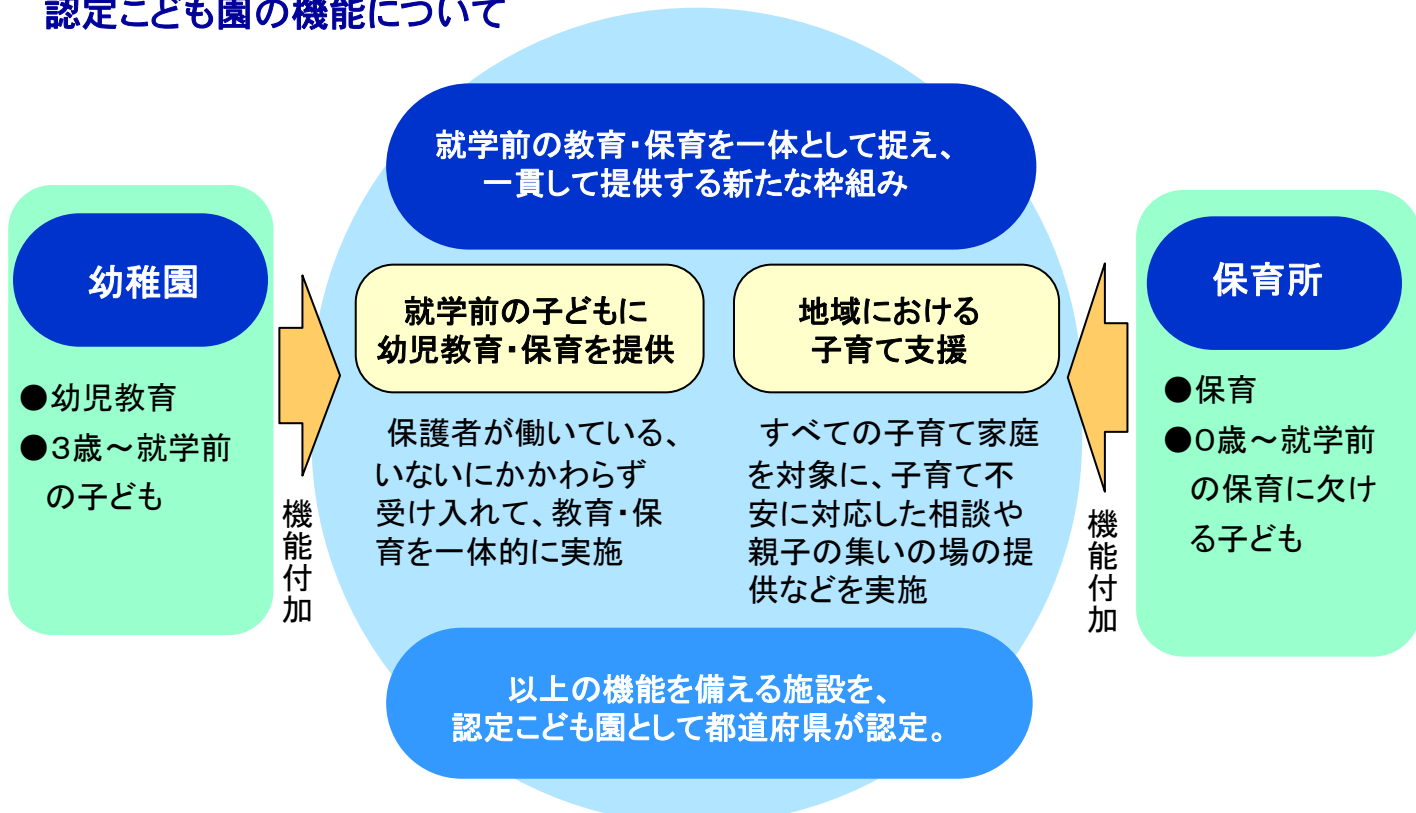 認定こども園の機能について
就学前の教育・保育を一体として捉え、
一貫して提供する新たな枠組み
幼稚園
●幼児教育
●3歳~就学前
の子ども
機能付加
就学前の子どもに
幼児教育・保育を提供
保護者が働いている、
いないにかかわらず
受け入れて、教育・保
育を一体的に実施
地域における
子育て支援
すべての子育て家庭
を対象に、子育て不
安に対応した相談や
親子の集いの場の提
供などを実施
機能付加
保育所
●保育
●0歳~就学前
の保育に欠け
る子ども
以上の機能を備える施設を、
認定こども園として都道府県が認定。